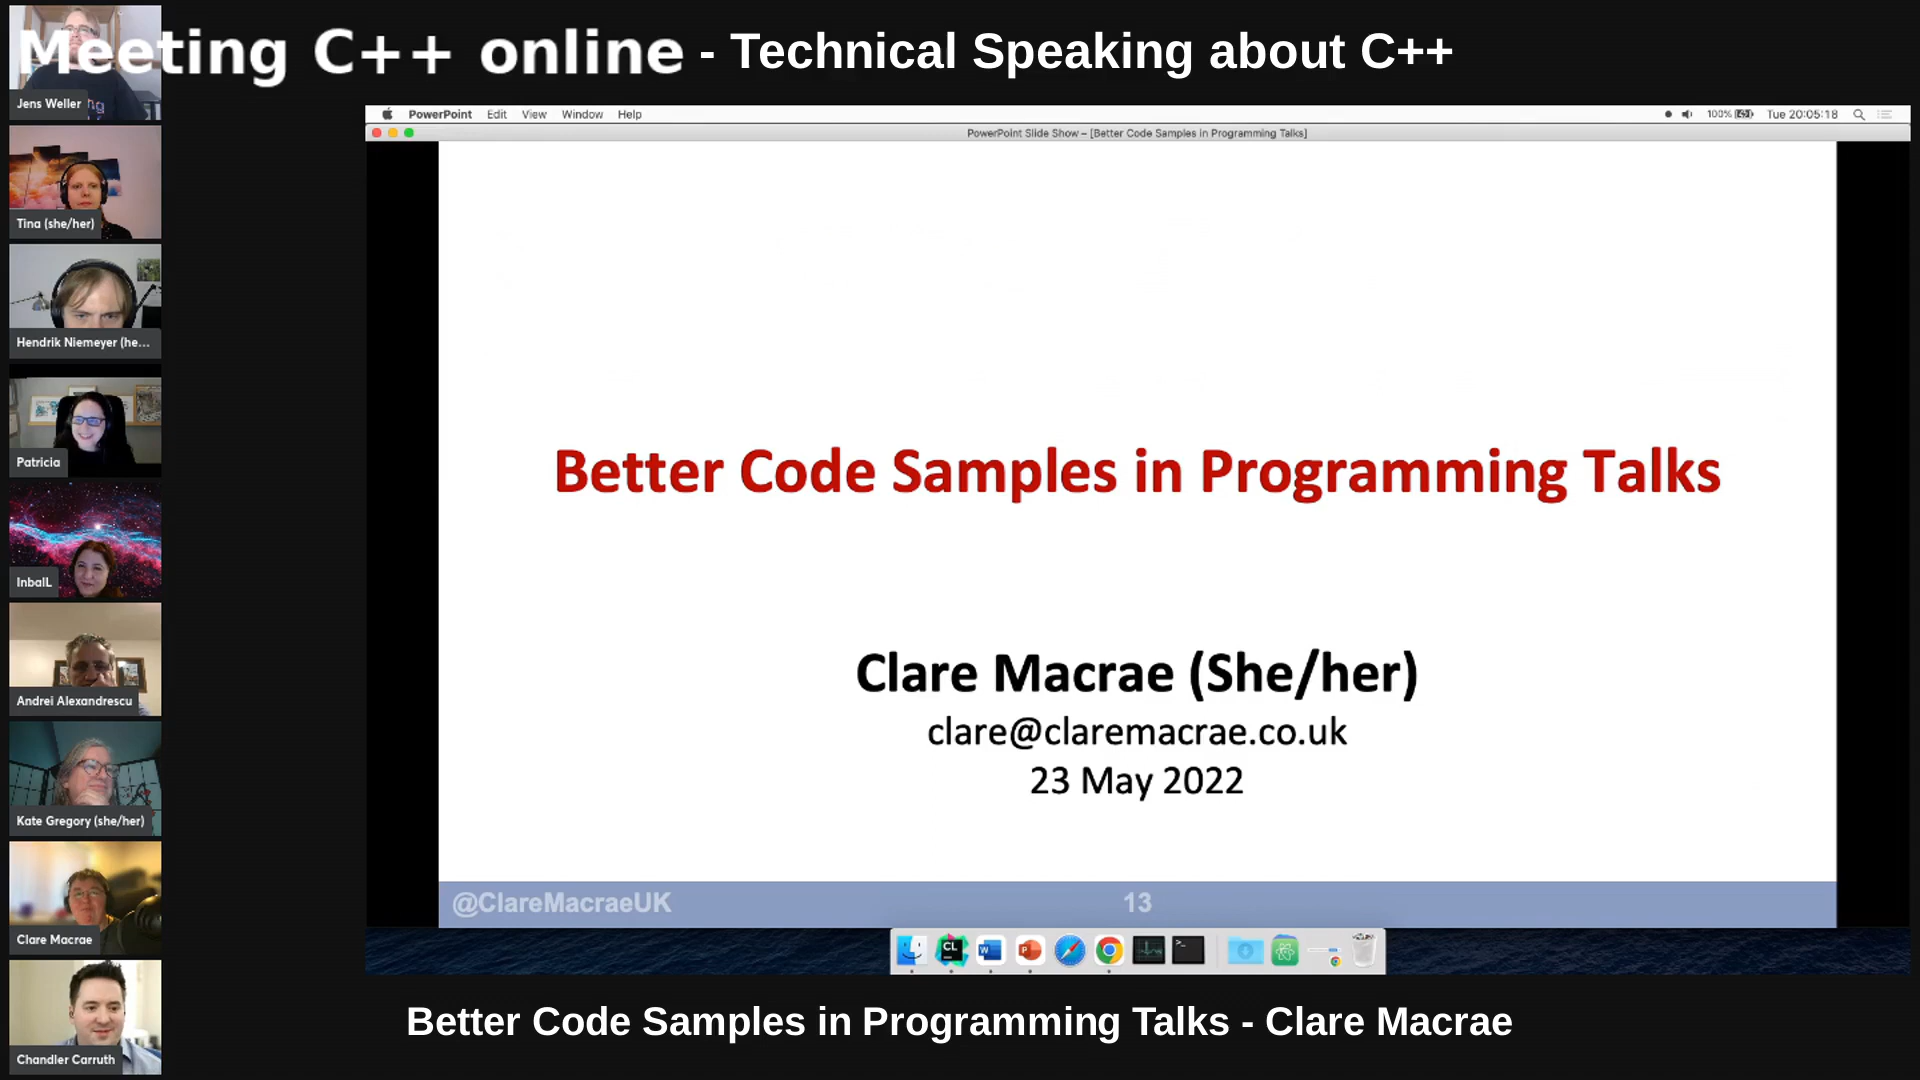 Meeting C++ online - Technical Speaking about C++
Jens Weller
Tina (she/her)
Hendrik Niemeyer (he...
Patricia
InbalL
Andrei Alexandrescu
Kate Gregory (she/her)
Clare Macrae
Chandler Carruth
PowerPoint Edit View Window Help
100% Tue 20:05:18
PowerPoint Slide Show – [Better Code Samples in Programming Talks]
Better Code Samples in Programming Talks
Clare Macrae (She/her)
clare@claremacrae.co.uk
23 May 2022
@ClareMacraeUK 13
CL
W
P
Better Code Samples in Programming Talks - Clare Macrae